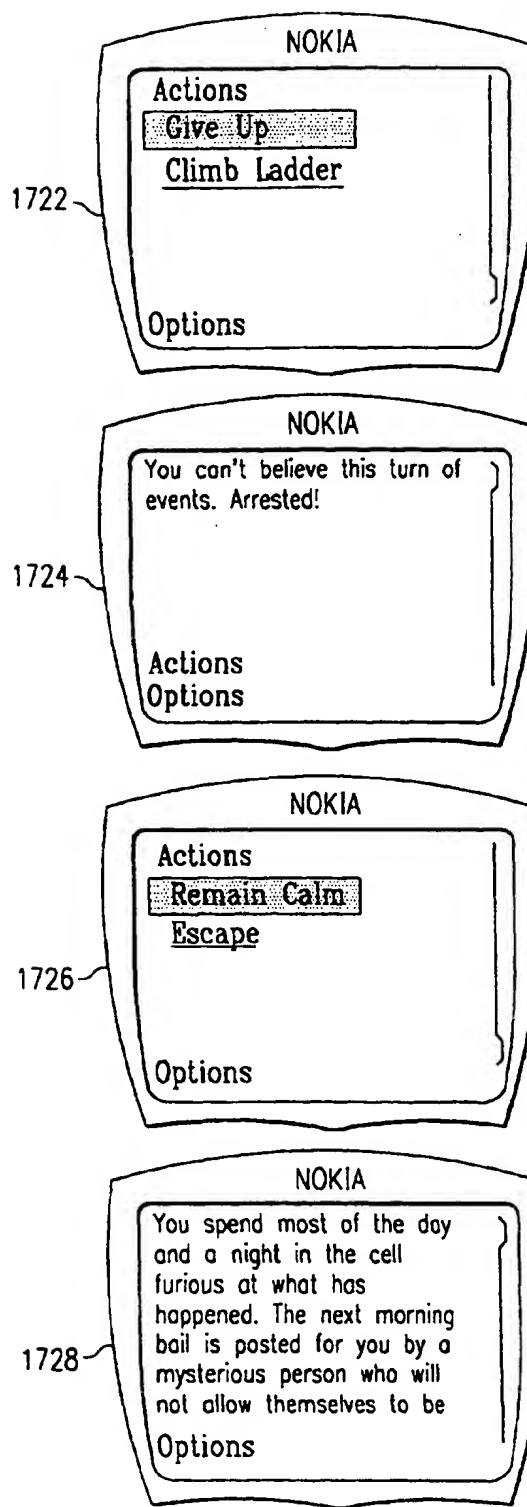 NOKIA
Actions
Give Up
Climb Ladder
1722
Options
NOKIA
You can't believe this turn of
events. Arrested!
1724
Actions
Options
NOKIA
Actions
Remain Calm
Escape
1726
Options
NOKIA
You spend most of the day
and a night in the cell
furious at what has
happened. The next morning
bail is posted for you by a
1728
mysterious person who will
not allow themselves to be
Options